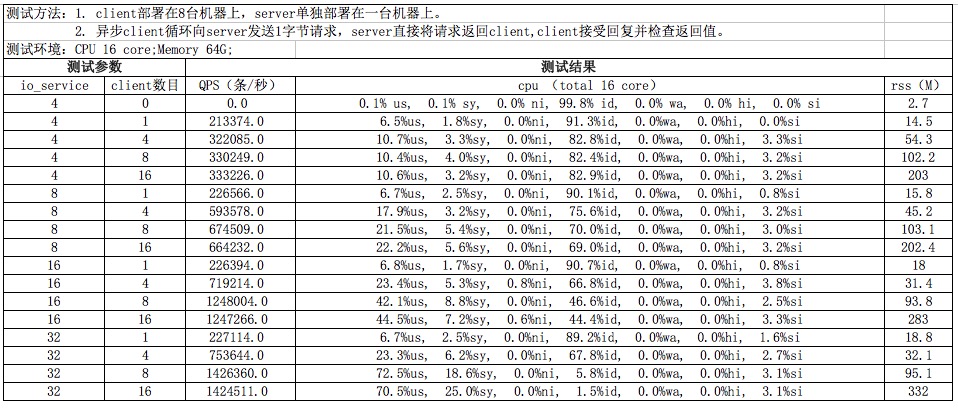 测试方法：1. client部署在8台机器上，server单独部署在一台机器上。
2. 异步client循环向server发送1字节请求，server直接将请求返回client,client接受回复并检查返回值。
测试环境：CPU 16 core;Memory 64G;
测试参数 测试结果
io_service client数目 QPS（条/秒） cpu （total 16 core） rss（M）
4 0 0.0 0.1% us, 0.1% sy, 0.0% ni, 99.8% id, 0.0% wa, 0.0% hi, 0.0% si 2.7
4 1 213374.0 6.5%us, 1.8%sy, 0.0%ni, 91.3%id, 0.0%wa, 0.0%hi, 0.0%si 14.5
4 4 322085.0 10.7%us, 3.3%sy, 0.0%ni, 82.8%id, 0.0%wa, 0.0%hi, 3.3%si 54.3
4 8 330249.0 10.4%us, 4.0%sy, 0.0%ni, 82.4%id, 0.0%wa, 0.0%hi, 3.2%si 102.2
4 16 333226.0 10.6%us, 3.2%sy, 0.0%ni, 82.9%id, 0.0%wa, 0.0%hi, 3.2%si 203
8 1 226566.0 6.7%us, 2.5%sy, 0.0%ni, 90.1%id, 0.0%wa, 0.0%hi, 0.8%si 15.8
8 4 593578.0 17.9%us, 3.2%sy, 0.0%ni, 75.6%id, 0.0%wa, 0.0%hi, 3.2%si 45.2
8 8 674509.0 21.5%us, 5.4%sy, 0.0%ni, 70.0%id, 0.0%wa, 0.0%hi, 3.0%si 103.1
8 16 664232.0 22.2%us, 5.6%sy, 0.0%ni, 69.0%id, 0.0%wa, 0.0%hi, 3.2%si 202.4
16 1 226394.0 6.8%us, 1.7%sy, 0.0%ni, 90.7%id, 0.0%wa, 0.0%hi, 0.8%si 18
16 4 719214.0 23.4%us, 5.3%sy, 0.8%ni, 66.8%id, 0.0%wa, 0.0%hi, 3.8%si 31.4
16 8 1248004.0 42.1%us, 8.8%sy, 0.0%ni, 46.6%id, 0.0%wa, 0.0%hi, 2.5%si 93.8
16 16 1247266.0 44.5%us, 7.2%sy, 0.6%ni, 44.4%id, 0.0%wa, 0.0%hi, 3.3%si 283
32 1 227114.0 6.7%us, 2.5%sy, 0.0%ni, 89.2%id, 0.0%wa, 0.0%hi, 1.6%si 18.8
32 4 753644.0 23.3%us, 6.2%sy, 0.0%ni, 67.8%id, 0.0%wa, 0.0%hi, 2.7%si 32.1
32 8 1426360.0 72.5%us, 18.6%sy, 0.0%ni, 5.8%id, 0.0%wa, 0.0%hi, 3.1%si 95.1
32 16 1424511.0 70.5%us, 25.0%sy, 0.0%ni, 1.5%id, 0.0%wa, 0.0%hi, 3.1%si 332